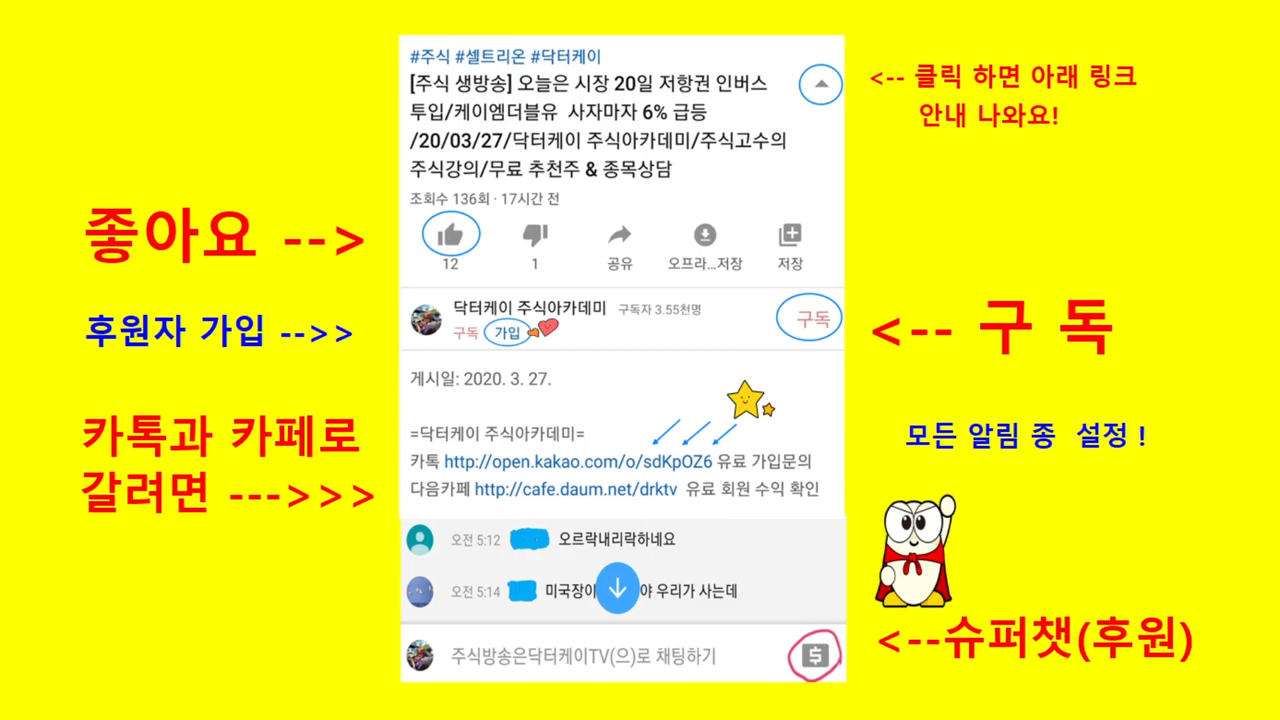 #주식 #셀트리온 #닥터케이
[주식 생방송] 오늘은 시장 20일 저항권 인버스
투입/케이엠더블유 사자마자 6% 급등
/20/03/27/닥터케이 주식아카데미/주식고수의
주식강의/무료 추천주 & 종목상담
조회수 136회 · 17시간 전
<-- 클릭 하면 아래 링크
안내 나와요!
좋아요 -->
12
1
공유
오프라...저장
저장
후원자 가입 -->>
닥터케이 주식아카데미 구독자 3.55천명
구독 가입
구독
<-- 구 독
게시일: 2020. 3. 27.
카톡과 카페로
갈려면 --->>>
=닥터케이 주식아카데미=
카톡 http://open.kakao.com/o/sdKpOZ6 유료 가입문의
다음카페 http://cafe.daum.net/drktv 유료 회원 수익 확인
모든 알림 종 설정 !
오전 5:12 오르락내리락하네요
오전 5:14 미국장이 야 우리가 사는데
주식방송은닥터케이TV(으)로 채팅하기
$
<--슈퍼챗(후원)